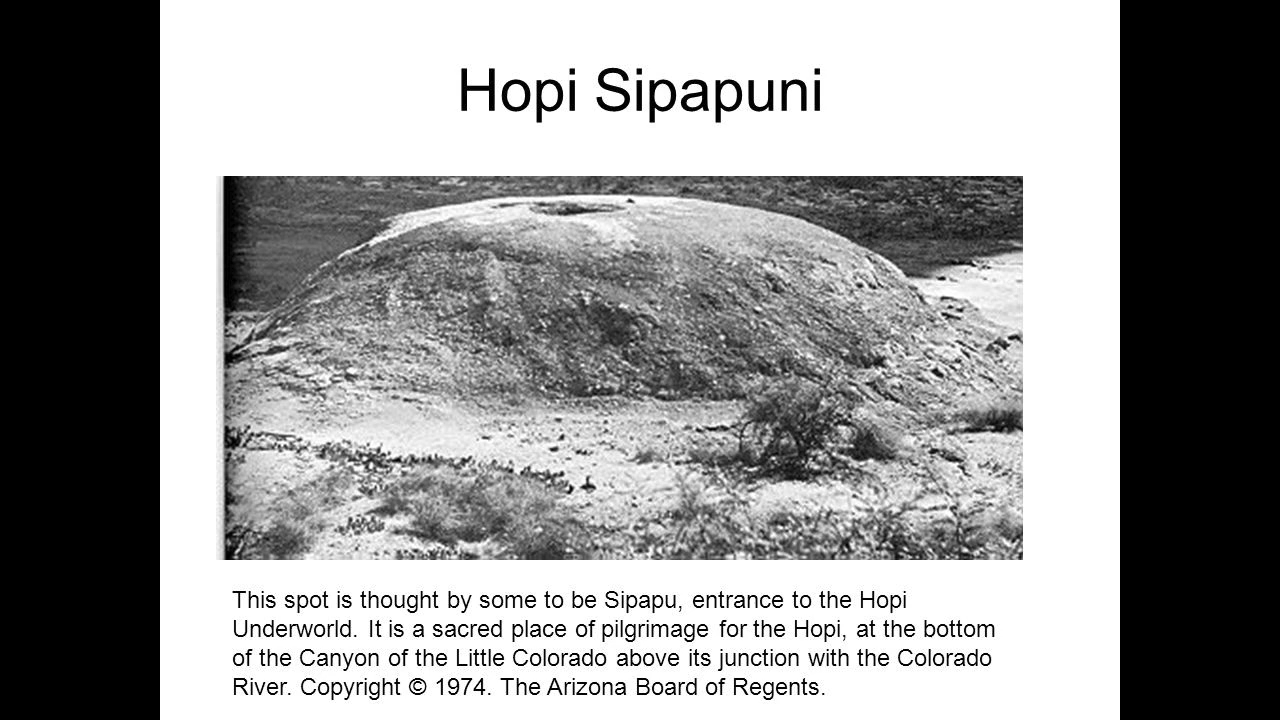 Hopi Sipapuni
This spot is thought by some to be Sipapu, entrance to the Hopi
Underworld. It is a sacred place of pilgrimage for the Hopi, at the bottom
of the Canyon of the Little Colorado above its junction with the Colorado
River. Copyright © 1974. The Arizona Board of Regents.